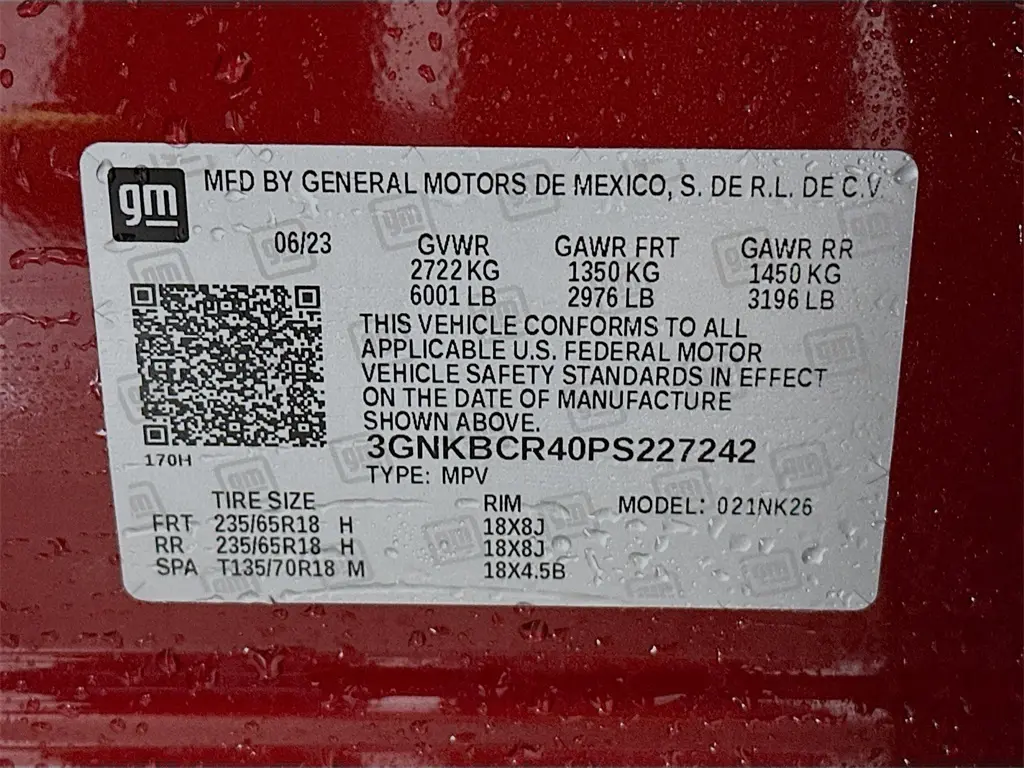 gm
MFD BY GENERAL MOTORS DE MEXICO, S. DE R.L. DE C.V.
06/23 GVWR GAWR FRT GAWR RR
2722 KG 1350 KG 1450 KG
6001 LB 2976 LB 3196 LB
THIS VEHICLE CONFORMS TO ALL
APPLICABLE U.S. FEDERAL MOTOR
VEHICLE SAFETY STANDARDS IN EFFECT
ON THE DATE OF MANUFACTURE
SHOWN ABOVE.
3GNKBCR40PS227242
170H
TYPE: MPV
TIRE SIZE RIM MODEL: 021NK26
FRT 235/65R18 H 18X8J
RR 235/65R18 H 18X8J
SPA T135/70R18 M 18X4.5B